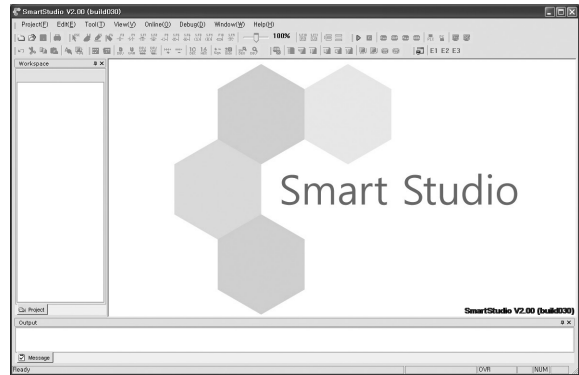 SmartStudio V2.00 (build030)
Project(F) Edit(E) Tool(T) View(V) Online(O) Debug(D) Window(W) Help(H)
100%
E1 E2 E3
Workspace
Smart Studio
Project
SmartStudio V2.00 (build030)
Output
Message
Ready OVR NUM